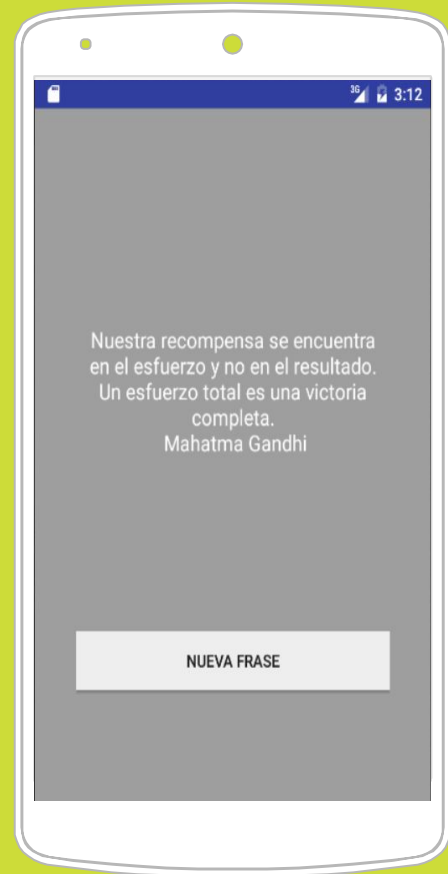 3G 3:12
Nuestra recompensa se encuentra
en el esfuerzo y no en el resultado.
Un esfuerzo total es una victoria
completa.
Mahatma Gandhi
NUEVA FRASE